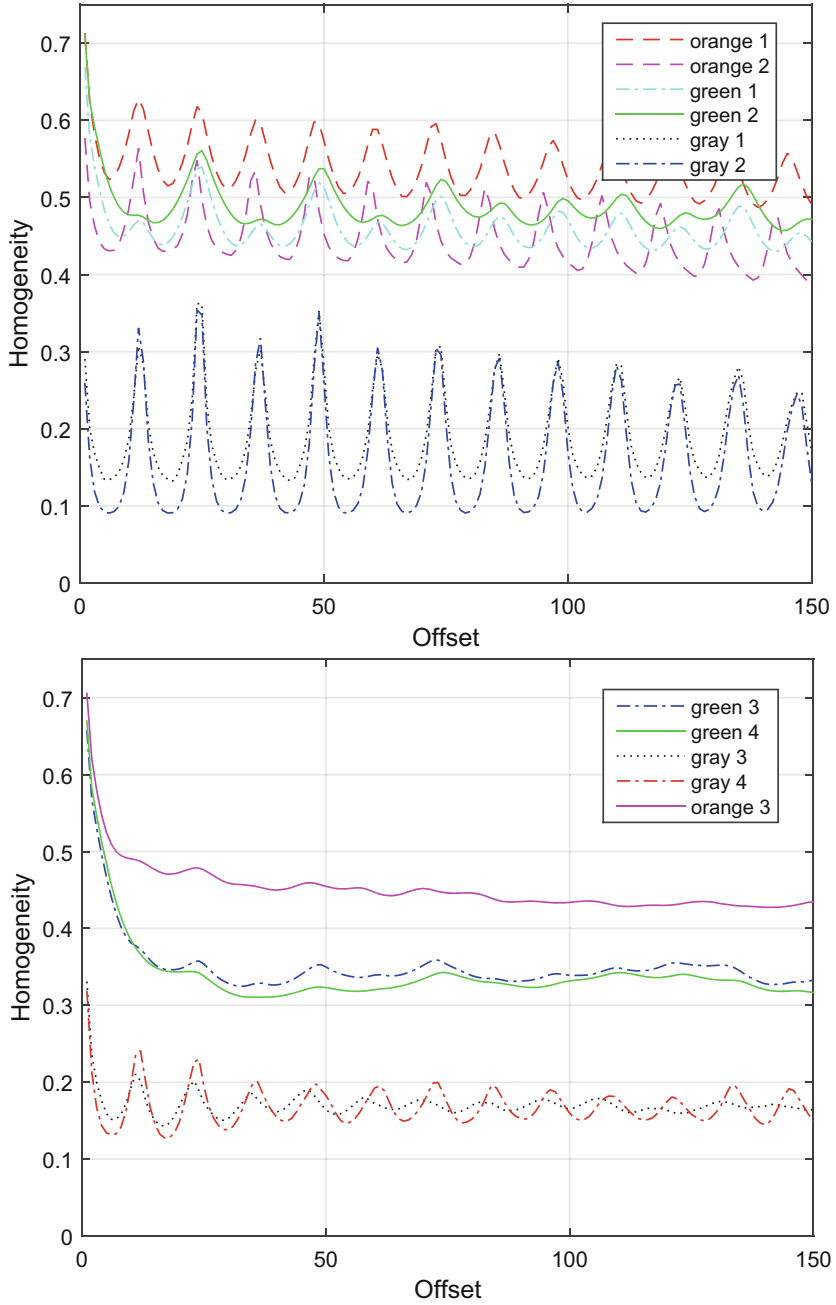 0.7
0.6
0.5
0.4
0.3
0.2
0.1
0
Homogeneity
orange 1
orange 2
green 1
green 2
gray 1
gray 2
0
50
100
150
Offset
0.7
0.6
0.5
0.4
0.3
0.2
0.1
0
Homogeneity
green 3
green 4
gray 3
gray 4
orange 3
0
50
100
150
Offset